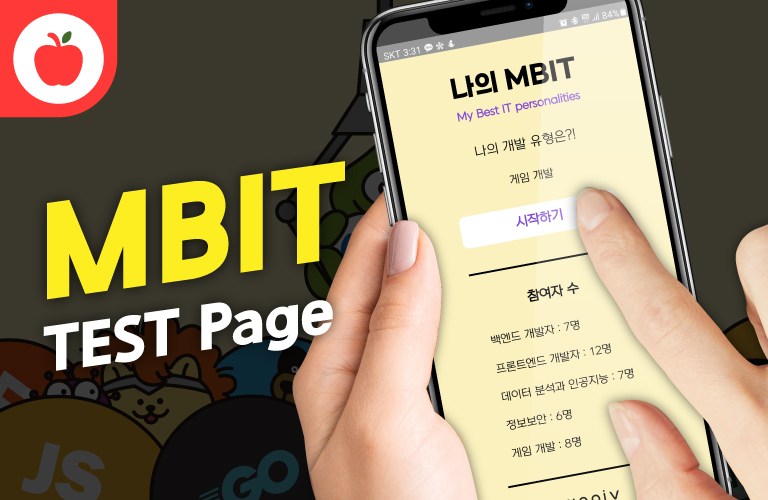 MBIT
TEST Page
SKT 3:31
84%
나의 MBIT
My Best IT personalities
나의 개발 유형은?!
게임 개발
시작하기
참여자 수
백엔드 개발자 : 7명
프론트엔드 개발자 : 12명
데이터 분석과 인공지능 : 7명
정보보안 : 6명
게임 개발 : 8명
JS
GO